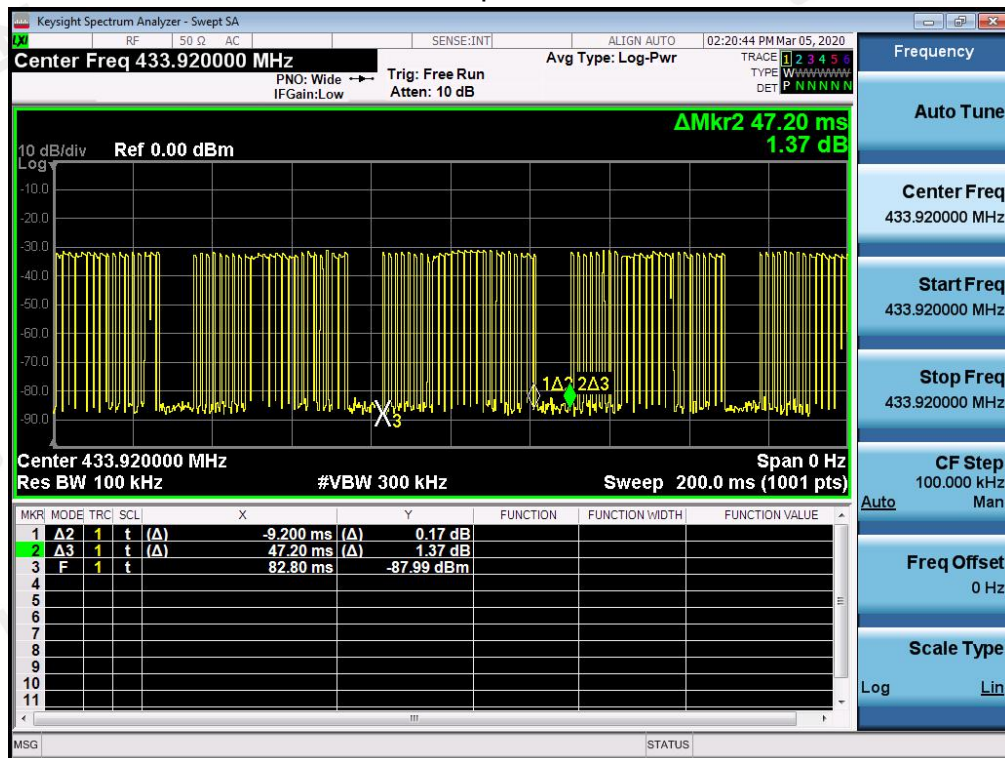 Keysight Spectrum Analyzer - Swept SA
LXI RF 50 Ω AC SENSE:INT ALIGN AUTO 02:20:44 PM Mar 05, 2020
Center Freq 433.920000 MHz
PNO: Wide
IFGain:Low
Trig: Free Run
Atten: 10 dB
Avg Type: Log-Pwr
TRACE 1 2 3 4 5 6
TYPE WWWWWW
DET P N N N N N
ΔMkr2 47.20 ms
1.37 dB
10 dB/div Ref 0.00 dBm
Log
-10.0
-20.0
-30.0
-40.0
-50.0
-60.0
-70.0
-80.0
-90.0
1Δ2 2Δ3
3
Center 433.920000 MHz Span 0 Hz
Res BW 100 kHz #VBW 300 kHz Sweep 200.0 ms (1001 pts)
MKR MODE TRC SCL X Y FUNCTION FUNCTION WIDTH FUNCTION VALUE
1 Δ2 1 t (Δ) -9.200 ms (Δ) 0.17 dB
2 Δ3 1 t (Δ) 47.20 ms (Δ) 1.37 dB
3 F 1 t 82.80 ms -87.99 dBm
4
5
6
7
8
9
10
11
MSG STATUS
Frequency
Auto Tune
Center Freq
433.920000 MHz
Start Freq
433.920000 MHz
Stop Freq
433.920000 MHz
CF Step
100.000 kHz
Auto Man
Freq Offset
0 Hz
Scale Type
Log Lin